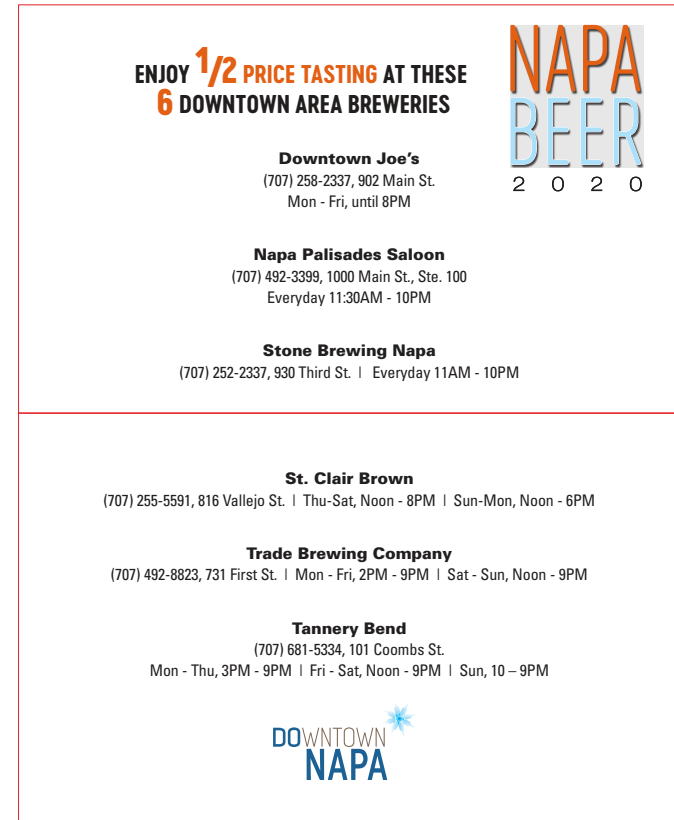 ENJOY 1/2 PRICE TASTING AT THESE
6 DOWNTOWN AREA BREWERIES
NAPA
BEER
2020
Downtown Joe's
(707) 258-2337, 902 Main St.
Mon - Fri, until 8PM
Napa Palisades Saloon
(707) 492-3399, 1000 Main St., Ste. 100
Everyday 11:30AM - 10PM
Stone Brewing Napa
(707) 252-2337, 930 Third St. | Everyday 11AM - 10PM
St. Clair Brown
(707) 255-5591, 816 Vallejo St. | Thu-Sat, Noon - 8PM | Sun-Mon, Noon - 6PM
Trade Brewing Company
(707) 492-8823, 731 First St. | Mon - Fri, 2PM - 9PM | Sat - Sun, Noon - 9PM
Tannery Bend
(707) 681-5334, 101 Coombs St.
Mon - Thu, 3PM - 9PM | Fri - Sat, Noon - 9PM | Sun, 10 – 9PM
DOWNTOWN
NAPA